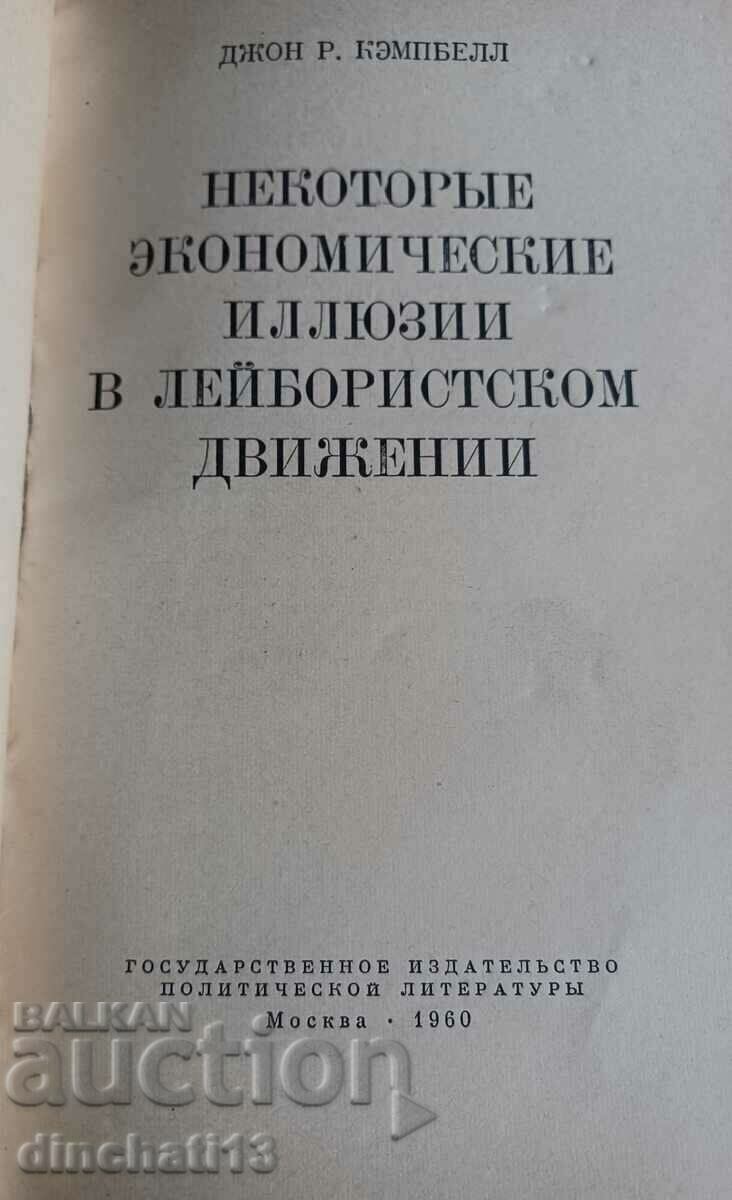 ДЖОН Р. КЭМПБЕЛЛ
НЕКОТОРЫЕ
ЭКОНОМИЧЕСКИЕ
ИЛЛЮЗИИ
В ЛЕЙБОРИСТСКОМ
ДВИЖЕНИИ
ГОСУДАРСТВЕННОЕ ИЗДАТЕЛЬСТВО
ПОЛИТИЧЕСКОЙ ЛИТЕРАТУРЫ
Москва · 1960
BALKAN
auction
dinchati13